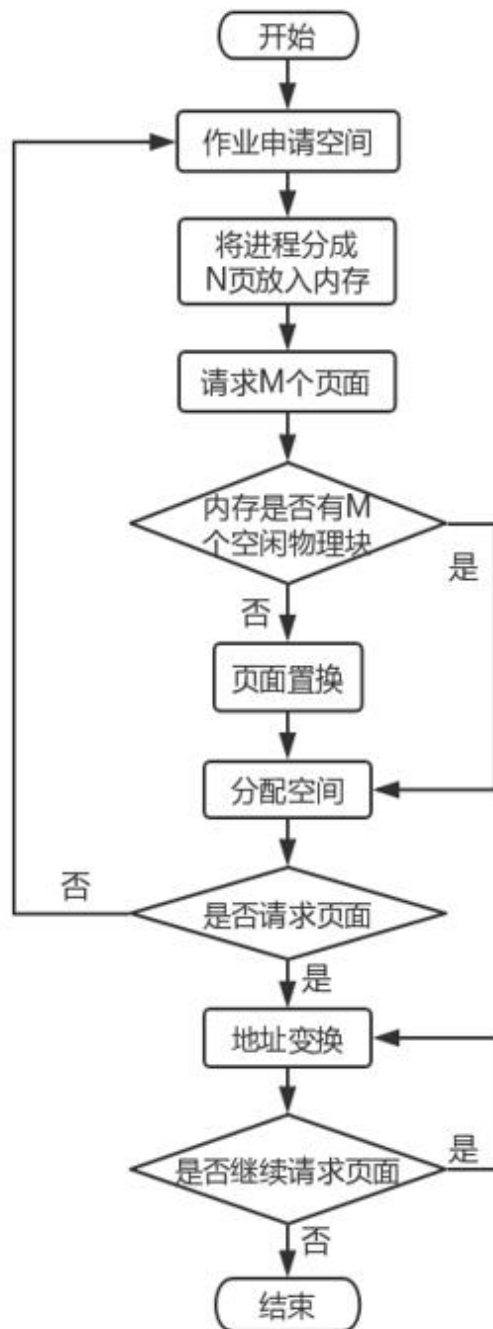 开始
作业申请空间
将进程分成
N页放入内存
请求M个页面
内存是否有M
个空闲物理块
是
否
页面置换
分配空间
否
是否请求页面
是
地址变换
是否继续请求页面
是
否
结束